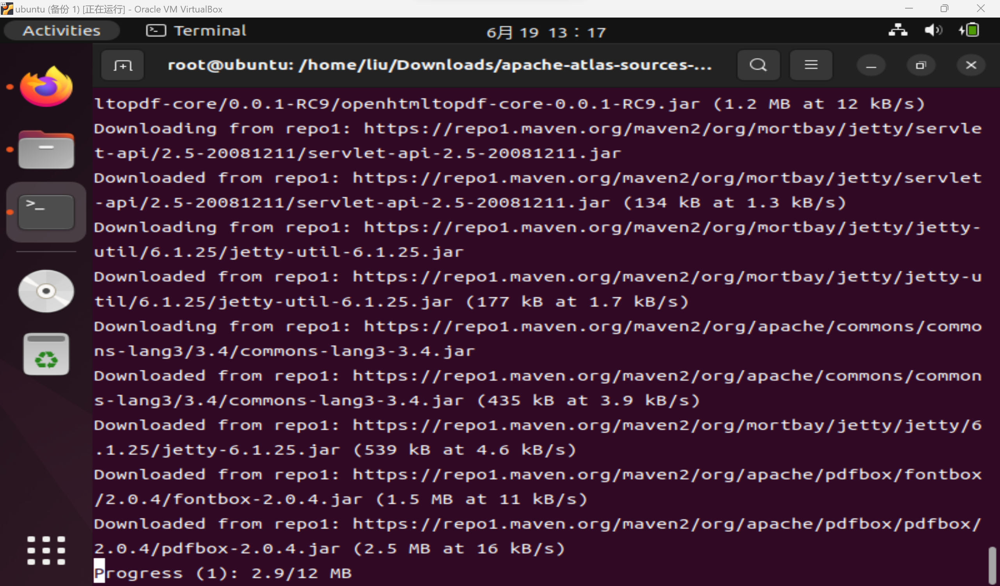 ubuntu (备份 1) [正在运行] - Oracle VM VirtualBox
Activities Terminal 6月 19 13：17
root@ubuntu: /home/liu/Downloads/apache-atlas-sources-...
ltopdf-core/0.0.1-RC9/openhtmltopdf-core-0.0.1-RC9.jar (1.2 MB at 12 kB/s)
Downloading from repo1: https://repo1.maven.org/maven2/org/mortbay/jetty/servle
t-api/2.5-20081211/servlet-api-2.5-20081211.jar
Downloaded from repo1: https://repo1.maven.org/maven2/org/mortbay/jetty/servlet
-api/2.5-20081211/servlet-api-2.5-20081211.jar (134 kB at 1.3 kB/s)
Downloading from repo1: https://repo1.maven.org/maven2/org/mortbay/jetty/jetty-
util/6.1.25/jetty-util-6.1.25.jar
Downloaded from repo1: https://repo1.maven.org/maven2/org/mortbay/jetty/jetty-u
til/6.1.25/jetty-util-6.1.25.jar (177 kB at 1.7 kB/s)
Downloading from repo1: https://repo1.maven.org/maven2/org/apache/commons/commo
ns-lang3/3.4/commons-lang3-3.4.jar
Downloaded from repo1: https://repo1.maven.org/maven2/org/apache/commons/common
s-lang3/3.4/commons-lang3-3.4.jar (435 kB at 3.9 kB/s)
Downloaded from repo1: https://repo1.maven.org/maven2/org/mortbay/jetty/jetty/6
.1.25/jetty-6.1.25.jar (539 kB at 4.6 kB/s)
Downloaded from repo1: https://repo1.maven.org/maven2/org/apache/pdfbox/fontbox
/2.0.4/fontbox-2.0.4.jar (1.5 MB at 11 kB/s)
Downloaded from repo1: https://repo1.maven.org/maven2/org/apache/pdfbox/pdfbox/
2.0.4/pdfbox-2.0.4.jar (2.5 MB at 16 kB/s)
Progress (1): 2.9/12 MB